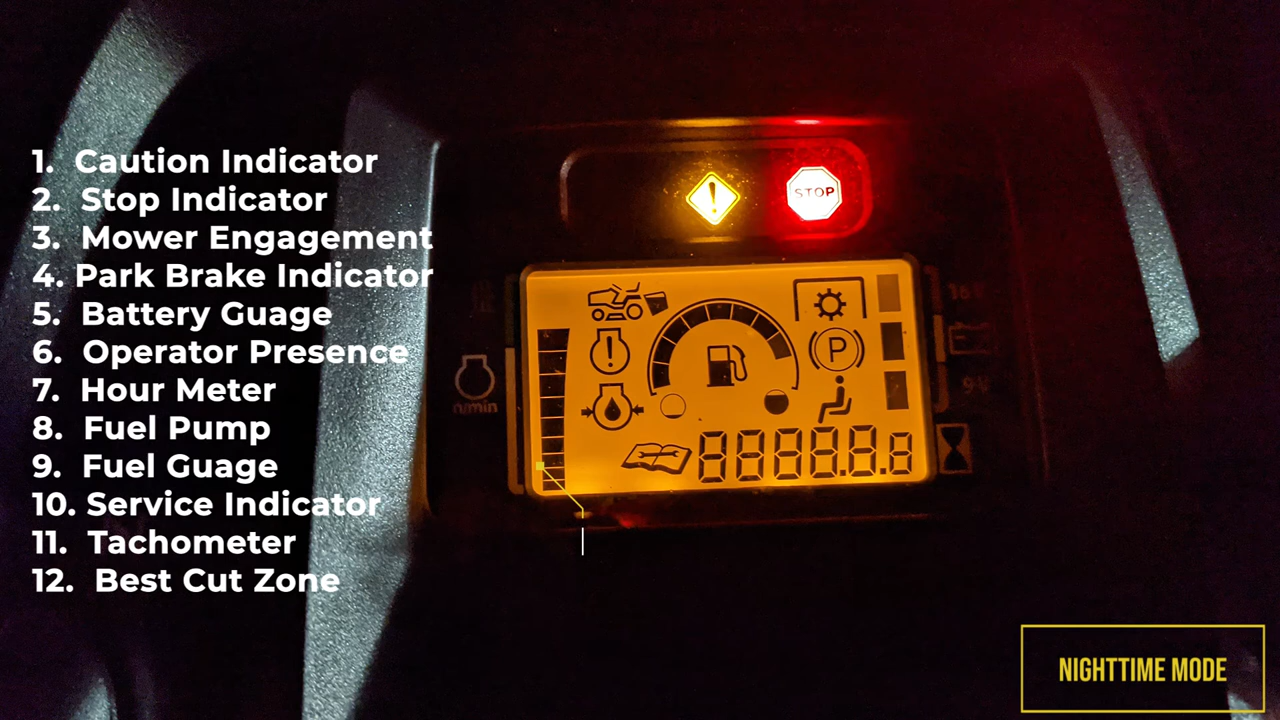 1. Caution Indicator
2. Stop Indicator
3. Mower Engagement
4. Park Brake Indicator
5. Battery Guage
6. Operator Presence
7. Hour Meter
8. Fuel Pump
9. Fuel Guage
10. Service Indicator
11. Tachometer
12. Best Cut Zone
STOP
P
n/min
9V
8888.8.8
NIGHTTIME MODE